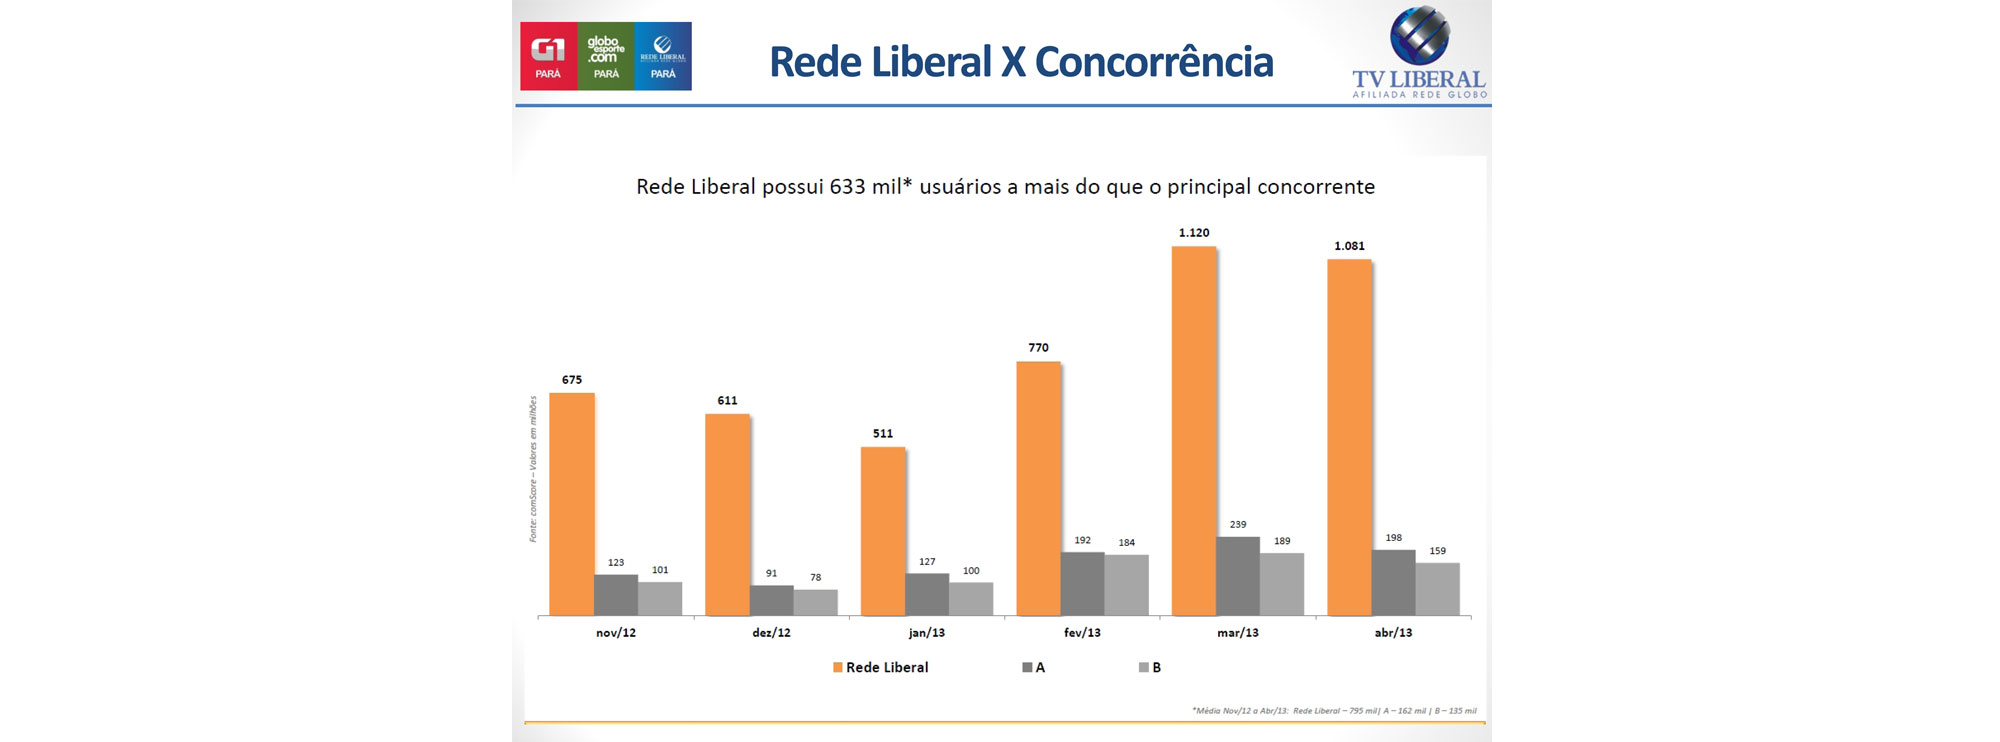 G1
PARÁ
globo
esporte
.com
PARÁ
REDE LIBERAL
AFILIADA REDE GLOBO
PARÁ
Rede Liberal X Concorrência
TV LIBERAL
AFILIADA REDE GLOBO
Rede Liberal possui 633 mil* usuários a mais do que o principal concorrente
Fonte: comScore – Valores em milhões
675
123
101
611
91
78
511
127
100
770
192
184
1.120
239
189
1.081
198
159
nov/12
dez/12
jan/13
fev/13
mar/13
abr/13
Rede Liberal
A
B
*Média Nov/12 a Abr/13: Rede Liberal – 795 mil| A – 162 mil | B – 135 mil